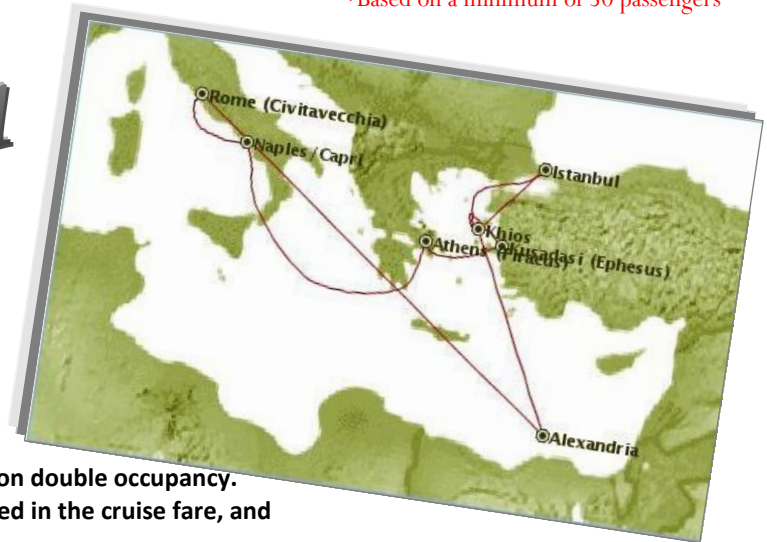 *Based on a minimum of 30 passengers
Rome (Civitavecchia)
Naples/Capri
Istanbul
Khios
Athens (Piraeus)
Kusadasi (Ephesus)
Alexandria
on double occupancy.
ed in the cruise fare, and